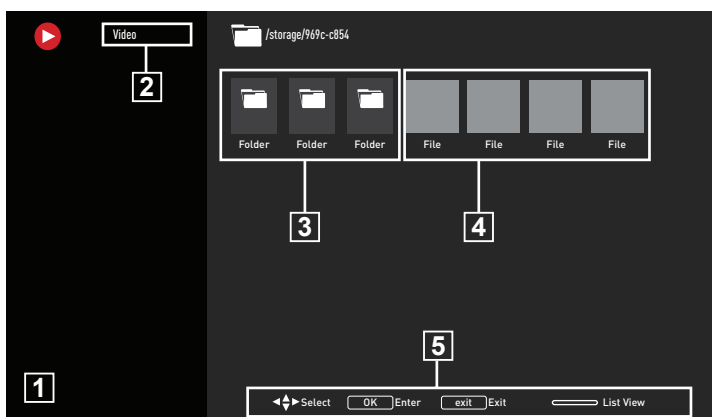 Video
/storage/969c-c854
2
Folder Folder Folder File File File File
3 4
5
1
Select OK Enter exit Exit List View